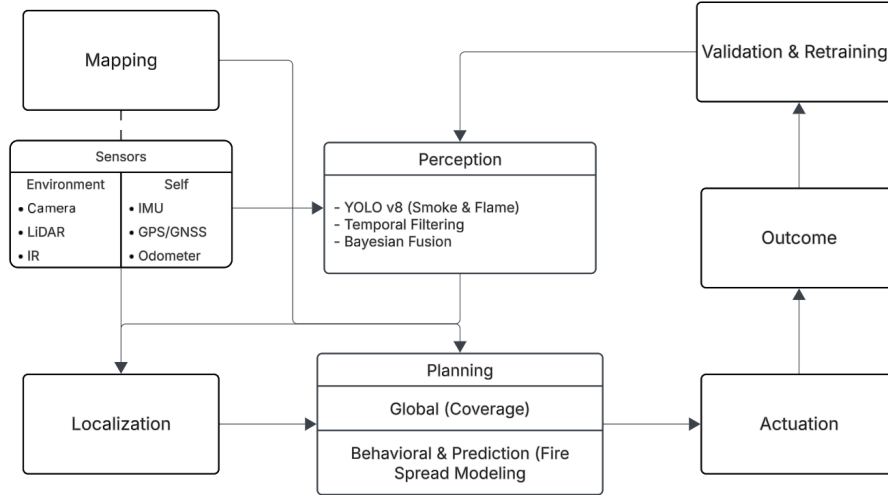 Mapping
Validation & Retraining
Sensors
Environment
• Camera
• LiDAR
• IR
Self
• IMU
• GPS/GNSS
• Odometer
Perception
- YOLO v8 (Smoke & Flame)
- Temporal Filtering
- Bayesian Fusion
Outcome
Localization
Planning
Global (Coverage)
Behavioral & Prediction (Fire
Spread Modeling
Actuation